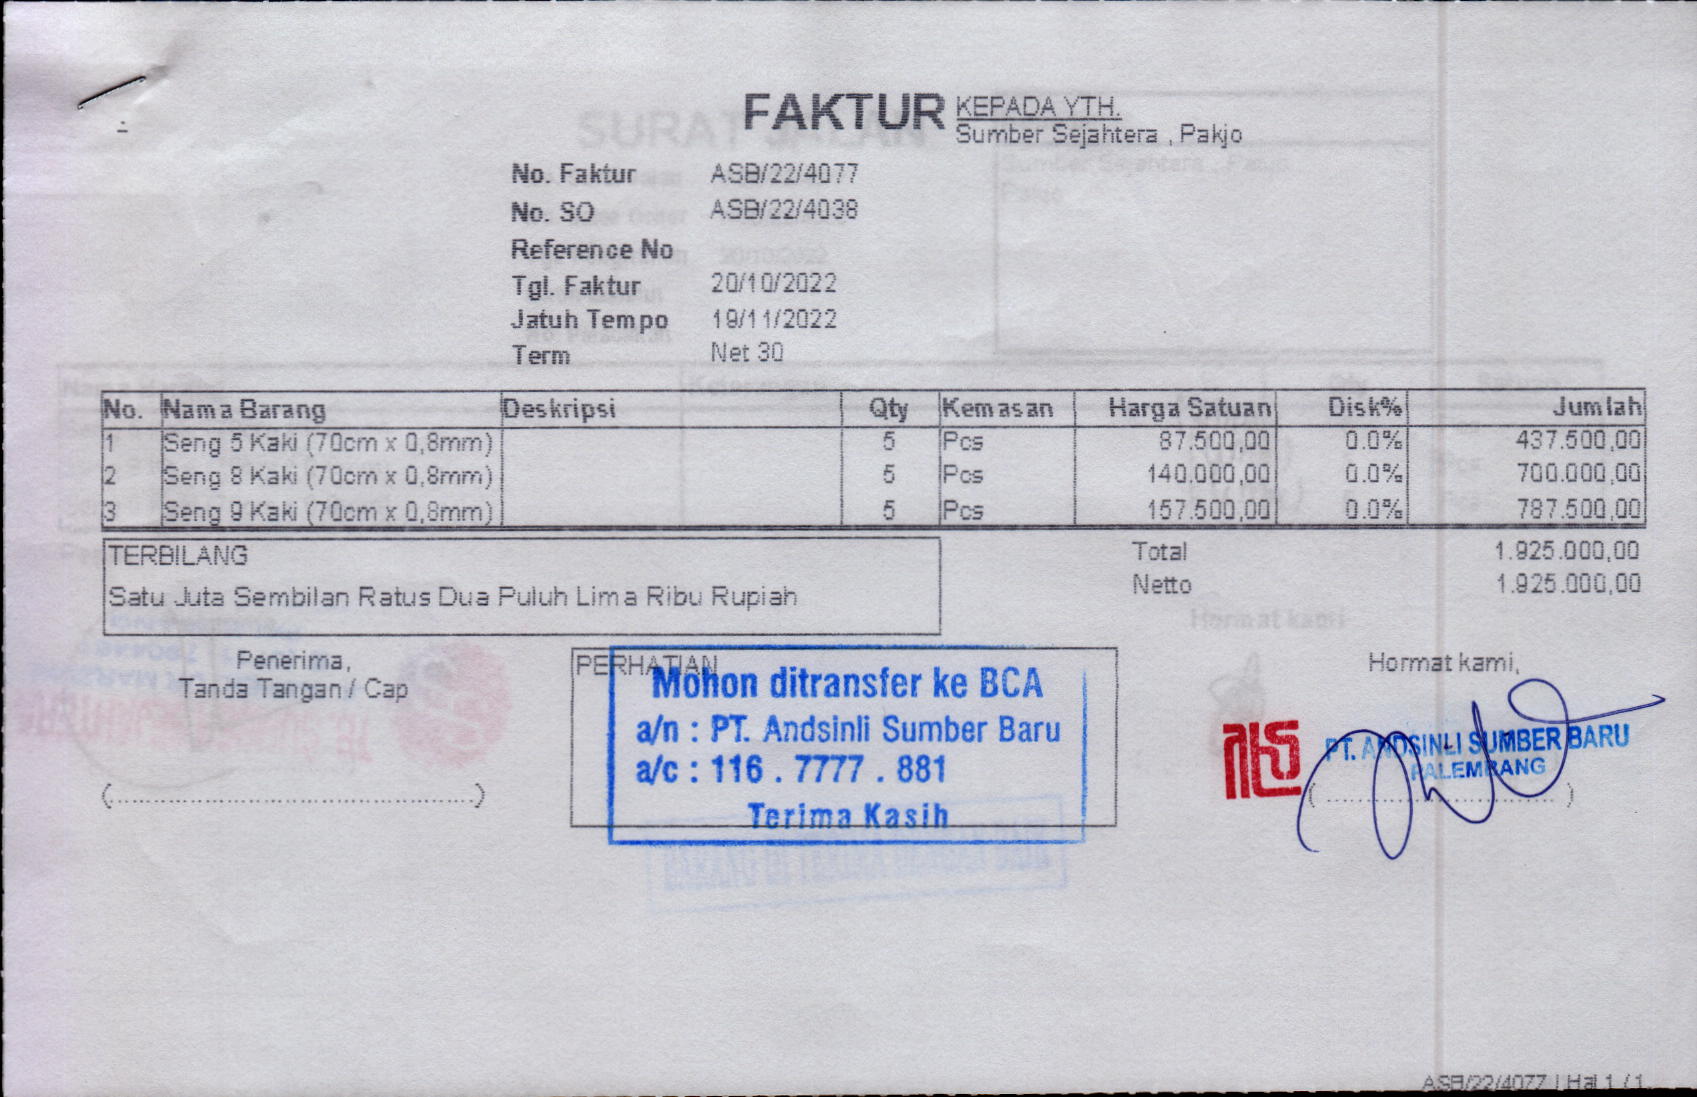 FAKTUR
KEPADA YTH.
Sumber Sejahtera , Pakjo
No. Faktur ASB/22/4077
No. SO ASB/22/4038
Reference No
Tgl. Faktur 20/10/2022
Jatuh Tempo 19/11/2022
Term Net 30
No. Nama Barang Deskripsi Qty Kemasan Harga Satuan Disk% Jumlah
1 Seng 5 Kaki (70cm x 0,8mm) 5 Pcs 87.500,00 0.0% 437.500,00
2 Seng 8 Kaki (70cm x 0,8mm) 5 Pcs 140.000,00 0.0% 700.000,00
3 Seng 9 Kaki (70cm x 0,8mm) 5 Pcs 157.500,00 0.0% 787.500,00
TERBILANG
Satu Juta Sembilan Ratus Dua Puluh Lima Ribu Rupiah
Total 1.925.000,00
Netto 1.925.000,00
Penerima,
Tanda Tangan / Cap
(..................................................)
PERHATIAN
Mohon ditransfer ke BCA
a/n : PT. Andsinli Sumber Baru
a/c : 116 . 7777 . 881
Terima Kasih
Hormat kami,
PT. ANDSINLI SUMBER BARU
PALEMBANG
(..................................)
ASB/22/4077 | Hal 1 / 1